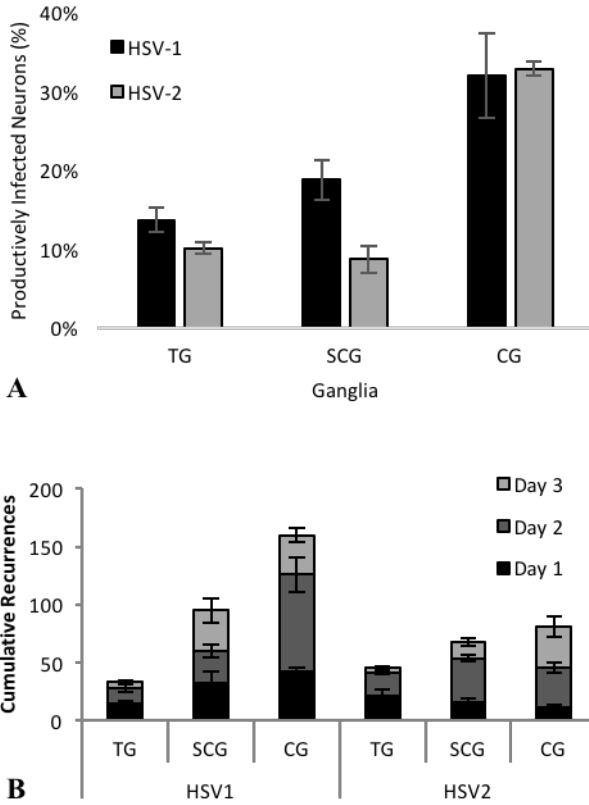 40%
30%
20%
10%
0%
Productively Infected Neurons (%)
HSV-1
HSV-2
TG SCG CG
Ganglia
A
200
150
100
50
0
Cumulative Recurrences
Day 3
Day 2
Day 1
TG SCG CG TG SCG CG
HSV1 HSV2
B